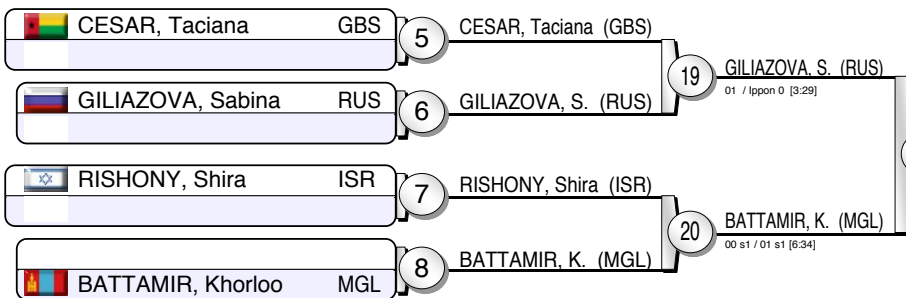 CESAR, Taciana GBS
5
CESAR, Taciana (GBS)
19
GILIAZOVA, S. (RUS)
01 / Ippon 0 [3:29]
GILIAZOVA, Sabina RUS
6
GILIAZOVA, S. (RUS)
RISHONY, Shira ISR
7
RISHONY, Shira (ISR)
20
BATTAMIR, K. (MGL)
00 s1 / 01 s1 [6:34]
BATTAMIR, Khorloo MGL
8
BATTAMIR, K. (MGL)